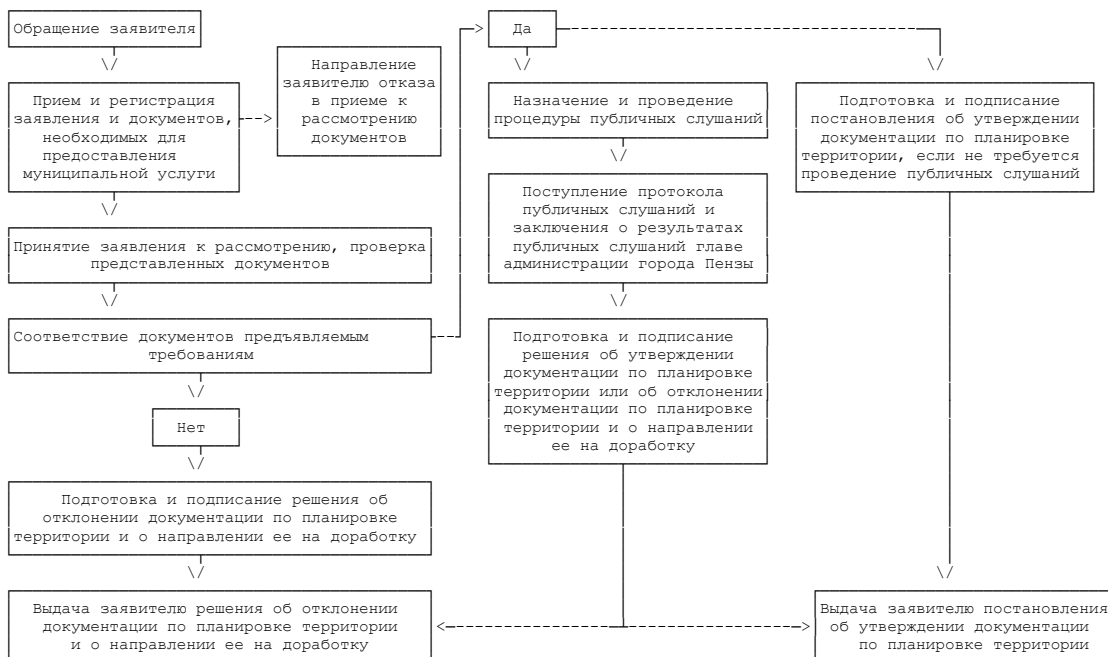 Обращение заявителя
Прием и регистрация
заявления и документов,
необходимых для
предоставления
муниципальной услуги
Направление
заявителю отказа
в приеме к
рассмотрению
документов
Принятие заявления к рассмотрению, проверка
представленных документов
Соответствие документов предъявляемым
требованиям
Нет
Подготовка и подписание решения об
отклонении документации по планировке
территории и о направлении ее на доработку
Выдача заявителю решения об отклонении
документации по планировке территории
и о направлении ее на доработку
Да
Назначение и проведение
процедуры публичных слушаний
Поступление протокола
публичных слушаний и
заключения о результатах
публичных слушаний главе
администрации города Пензы
Подготовка и подписание
решения об утверждении
документации по планировке
территории или об отклонении
документации по планировке
территории и о направлении
ее на доработку
Подготовка и подписание
постановления об утверждении
документации по планировке
территории, если не требуется
проведение публичных слушаний
Выдача заявителю постановления
об утверждении документации
по планировке территории